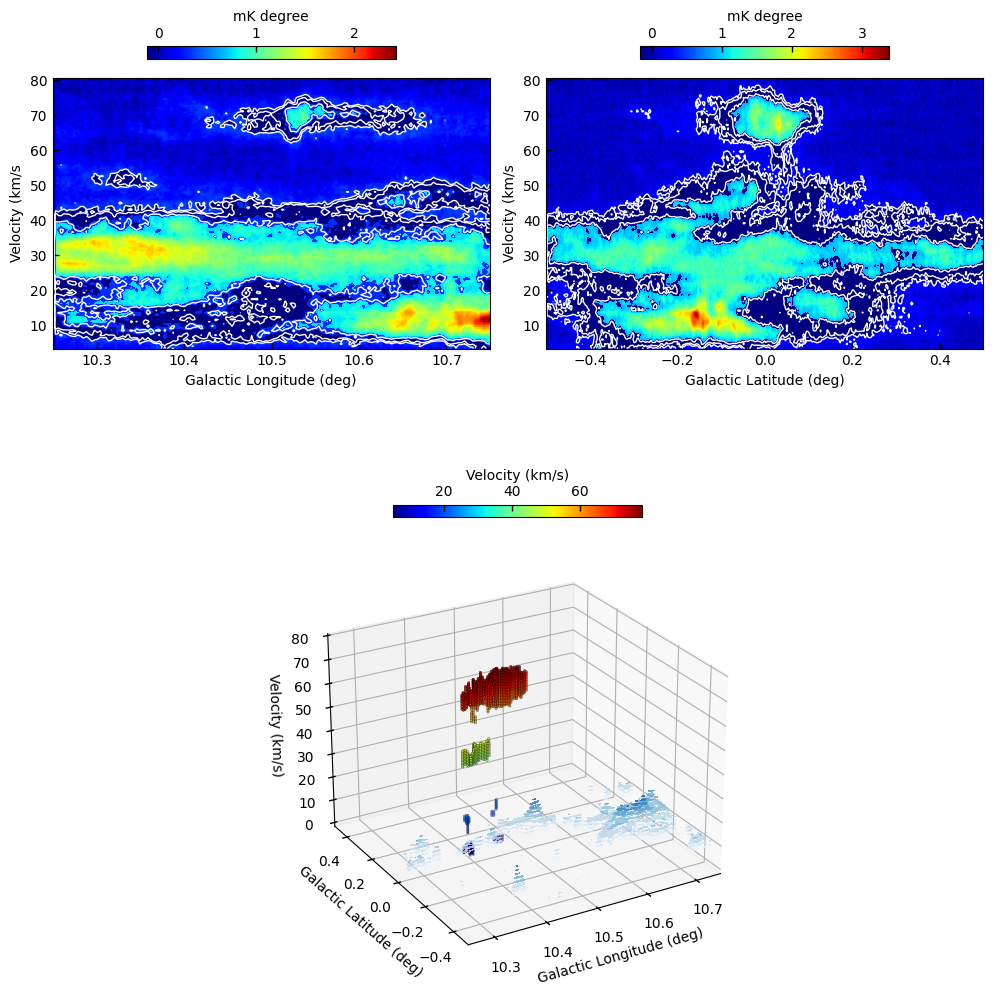 mK degree
0 1 2
mK degree
0 1 2 3
80
70
60
50
40
30
20
10
Velocity (km/s
10.3 10.4 10.5 10.6 10.7
Galactic Longitude (deg)
80
70
60
50
40
30
20
10
Velocity (km/s
−0.4 −0.2 0.0 0.2 0.4
Galactic Latitude (deg)
Velocity (km/s)
20 40 60
80
70
60
50
40
30
20
10
0
Velocity (km/s)
0.4
0.2
0.0
−0.2
−0.4
Galactic Latitude (deg)
10.3
10.4
10.5
10.6
10.7
Galactic Longitude (deg)